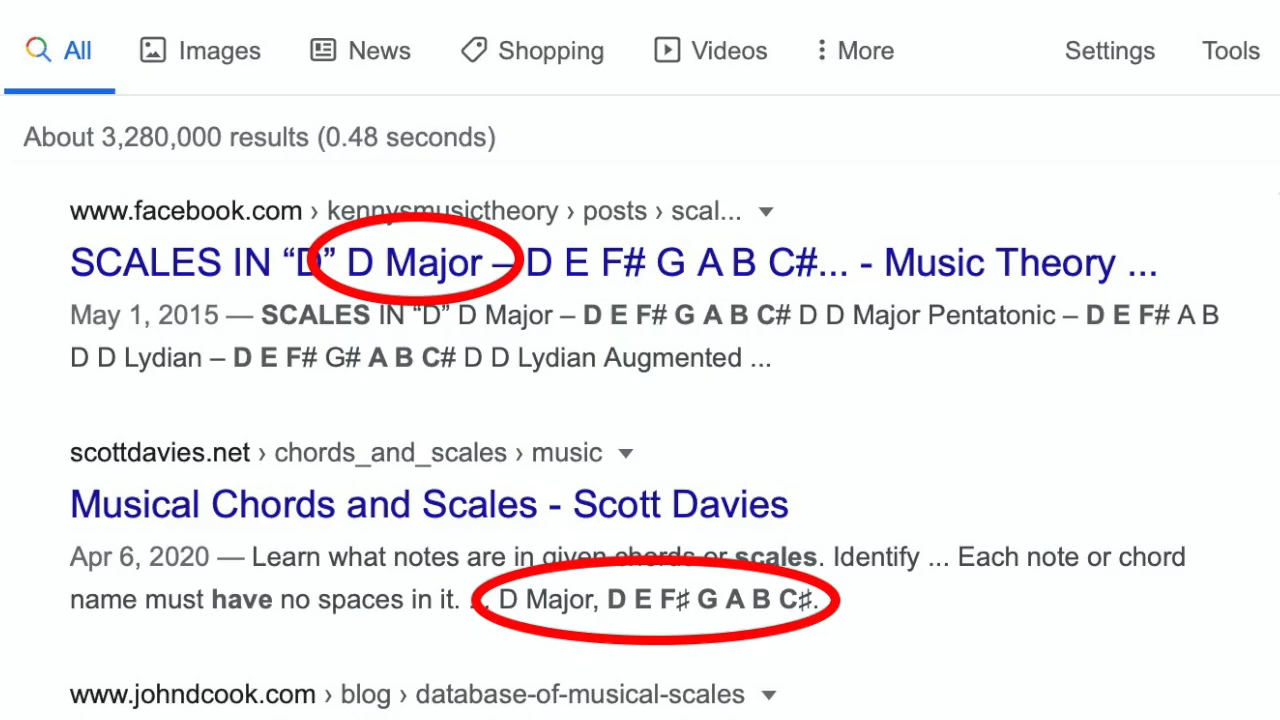 All Images News Shopping Videos More Settings Tools
About 3,280,000 results (0.48 seconds)
www.facebook.com › kennysmusictheory › posts › scal...
SCALES IN “D” D Major – D E F# G A B C#... - Music Theory ...
May 1, 2015 — SCALES IN “D” D Major – D E F# G A B C# D D Major Pentatonic – D E F# A B
D D Lydian – D E F# G# A B C# D D Lydian Augmented ...
scottdavies.net › chords_and_scales › music
Musical Chords and Scales - Scott Davies
Apr 6, 2020 — Learn what notes are in given chords or scales. Identify ... Each note or chord
name must have no spaces in it. ... D Major, D E F♯ G A B C♯.
www.johndcook.com › blog › database-of-musical-scales